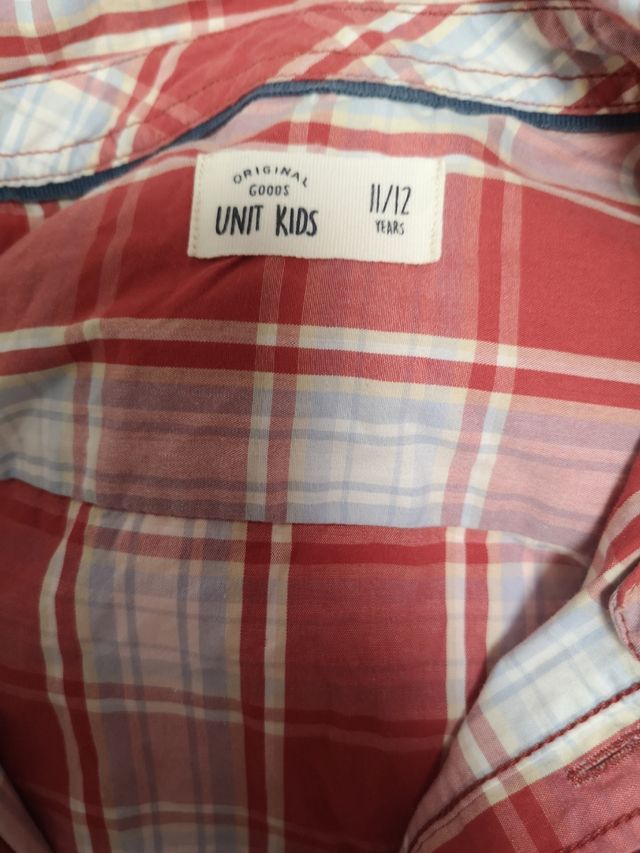 ORIGINAL
GOODS
UNIT KIDS
11/12
YEARS